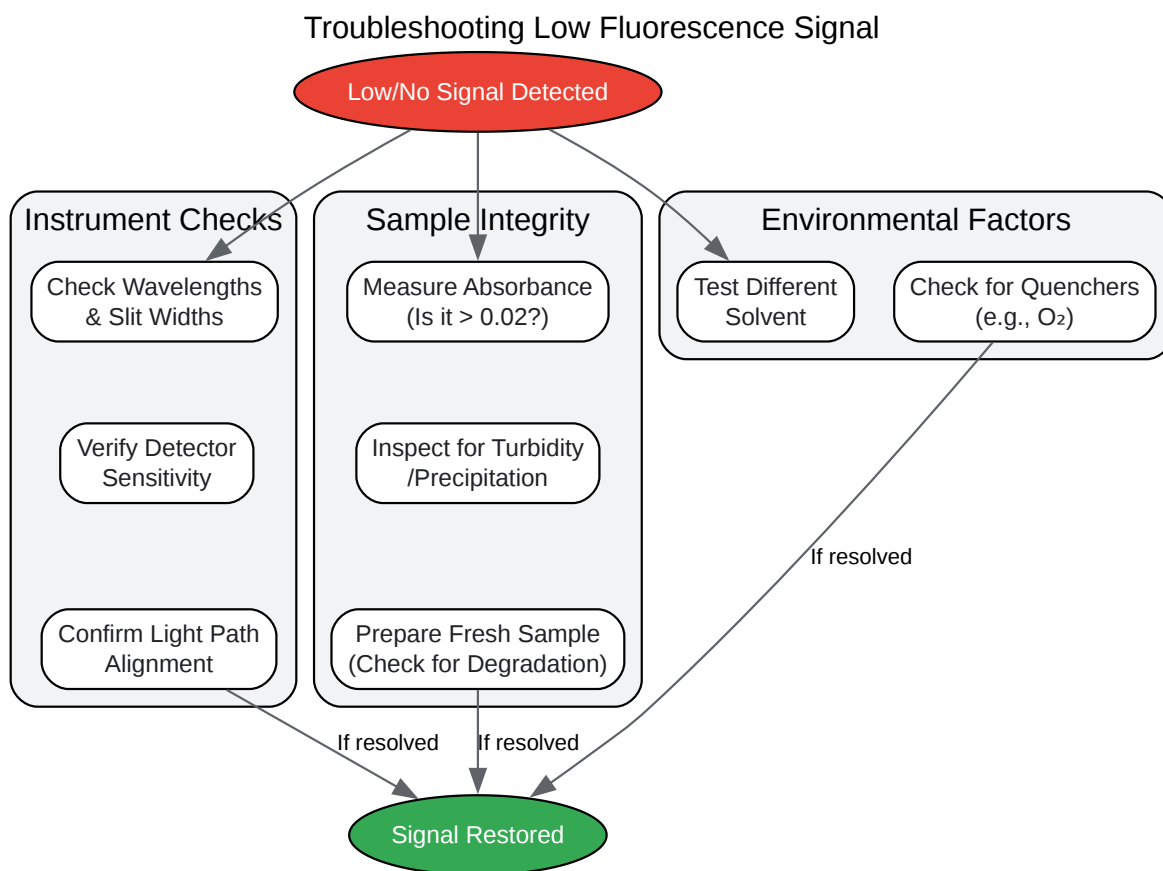 Troubleshooting Low Fluorescence Signal
Low/No Signal Detected
Instrument Checks
Check Wavelengths
& Slit Widths
Verify Detector
Sensitivity
Confirm Light Path
Alignment
Sample Integrity
Measure Absorbance
(Is it > 0.02?)
Inspect for Turbidity
/Precipitation
Prepare Fresh Sample
(Check for Degradation)
Environmental Factors
Test Different
Solvent
Check for Quenchers
(e.g., O₂)
If resolved
If resolved
If resolved
Signal Restored